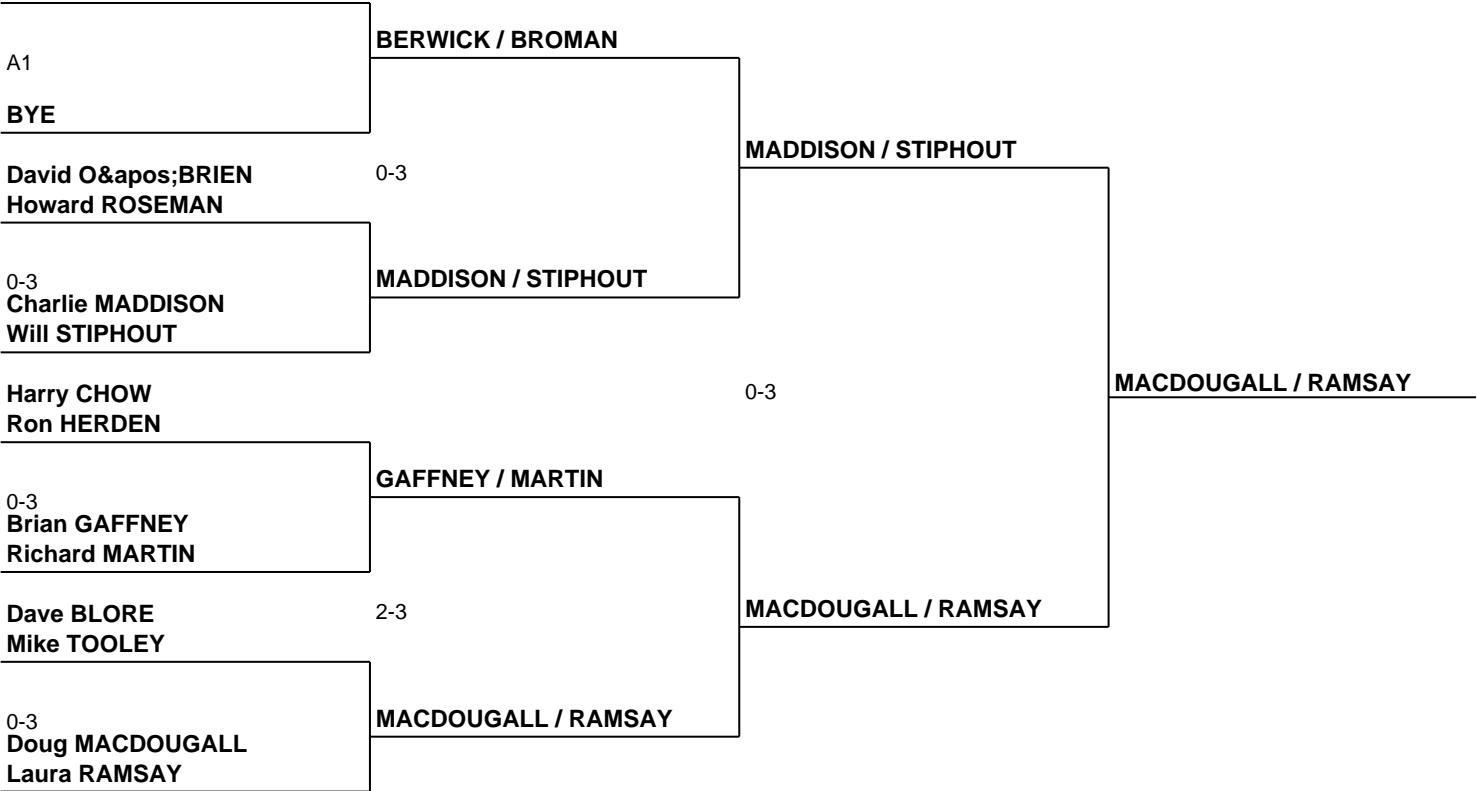 BERWICK / BROMAN
A1
BYE
MADDISON / STIPHOUT
David O&apos;BRIEN
0-3
Howard ROSEMAN
0-3
MADDISON / STIPHOUT
Charlie MADDISON
Will STIPHOUT
Harry CHOW
0-3
MACDOUGALL / RAMSAY
Ron HERDEN
GAFFNEY / MARTIN
0-3
Brian GAFFNEY
Richard MARTIN
Dave BLORE
2-3
MACDOUGALL / RAMSAY
Mike TOOLEY
0-3
MACDOUGALL / RAMSAY
Doug MACDOUGALL
Laura RAMSAY